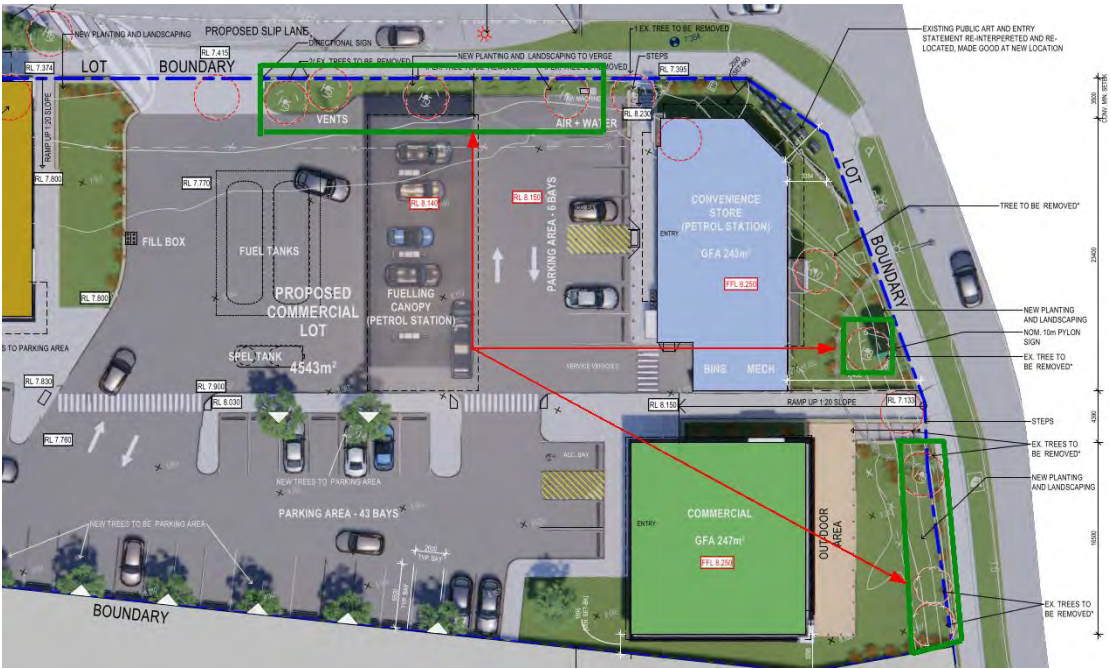 NEW PLANTING AND LANDSCAPING
PROPOSED SLIP LANE
DIRECTIONAL SIGN
1 EX. TREE TO BE REMOVED
STEPS
EXISTING PUBLIC ART AND ENTRY
STATEMENT RE-INTERPERETED AND RE-
LOCATED, MADE GOOD AT NEW LOCATION
RL 7.415
RL 7.374
LOT BOUNDARY
NEW PLANTING AND LANDSCAPING TO VERGE
RL 7.395
RAMP UP 1:20 SLOPE
VENTS
AIR + WATER
RL 8.230
RL 7.800
RL 7.770
RL 8.140
RL 8.150
PARKING AREA - 6 BAYS
CONVENIENCE
STORE
(PETROL STATION)
GFA 243m²
ENTRY
FFL 8.250
LOT BOUNDARY
TREE TO BE REMOVED*
23400
FILL BOX
FUEL TANKS
PROPOSED
COMMERCIAL
LOT
4543m²
FUELLING
CANOPY
(PETROL STATION)
RL 7.800
SPEL TANK
NEW PLANTING
AND LANDSCAPING
NOM. 10m PYLON
SIGN
EX. TREE TO
BE REMOVED*
S TO PARKING AREA
SERVICE VEHICLES
BINS
MECH
RL 7.830
RL 7.900
RL 8.030
RL 8.150
RAMP UP 1:20 SLOPE
RL 7.133
RL 7.760
STEPS
EX. TREES TO
BE REMOVED*
NEW TREES TO PARKING AREA
ACC. BAY
NEW PLANTING
AND LANDSCAPING
PARKING AREA - 43 BAYS
COMMERCIAL
ENTRY
GFA 247m²
FFL 8.250
OUTDOOR
AREA
NEW TREES TO BE PARKING AREA
EX. TREES TO
BE REMOVED*
BOUNDARY